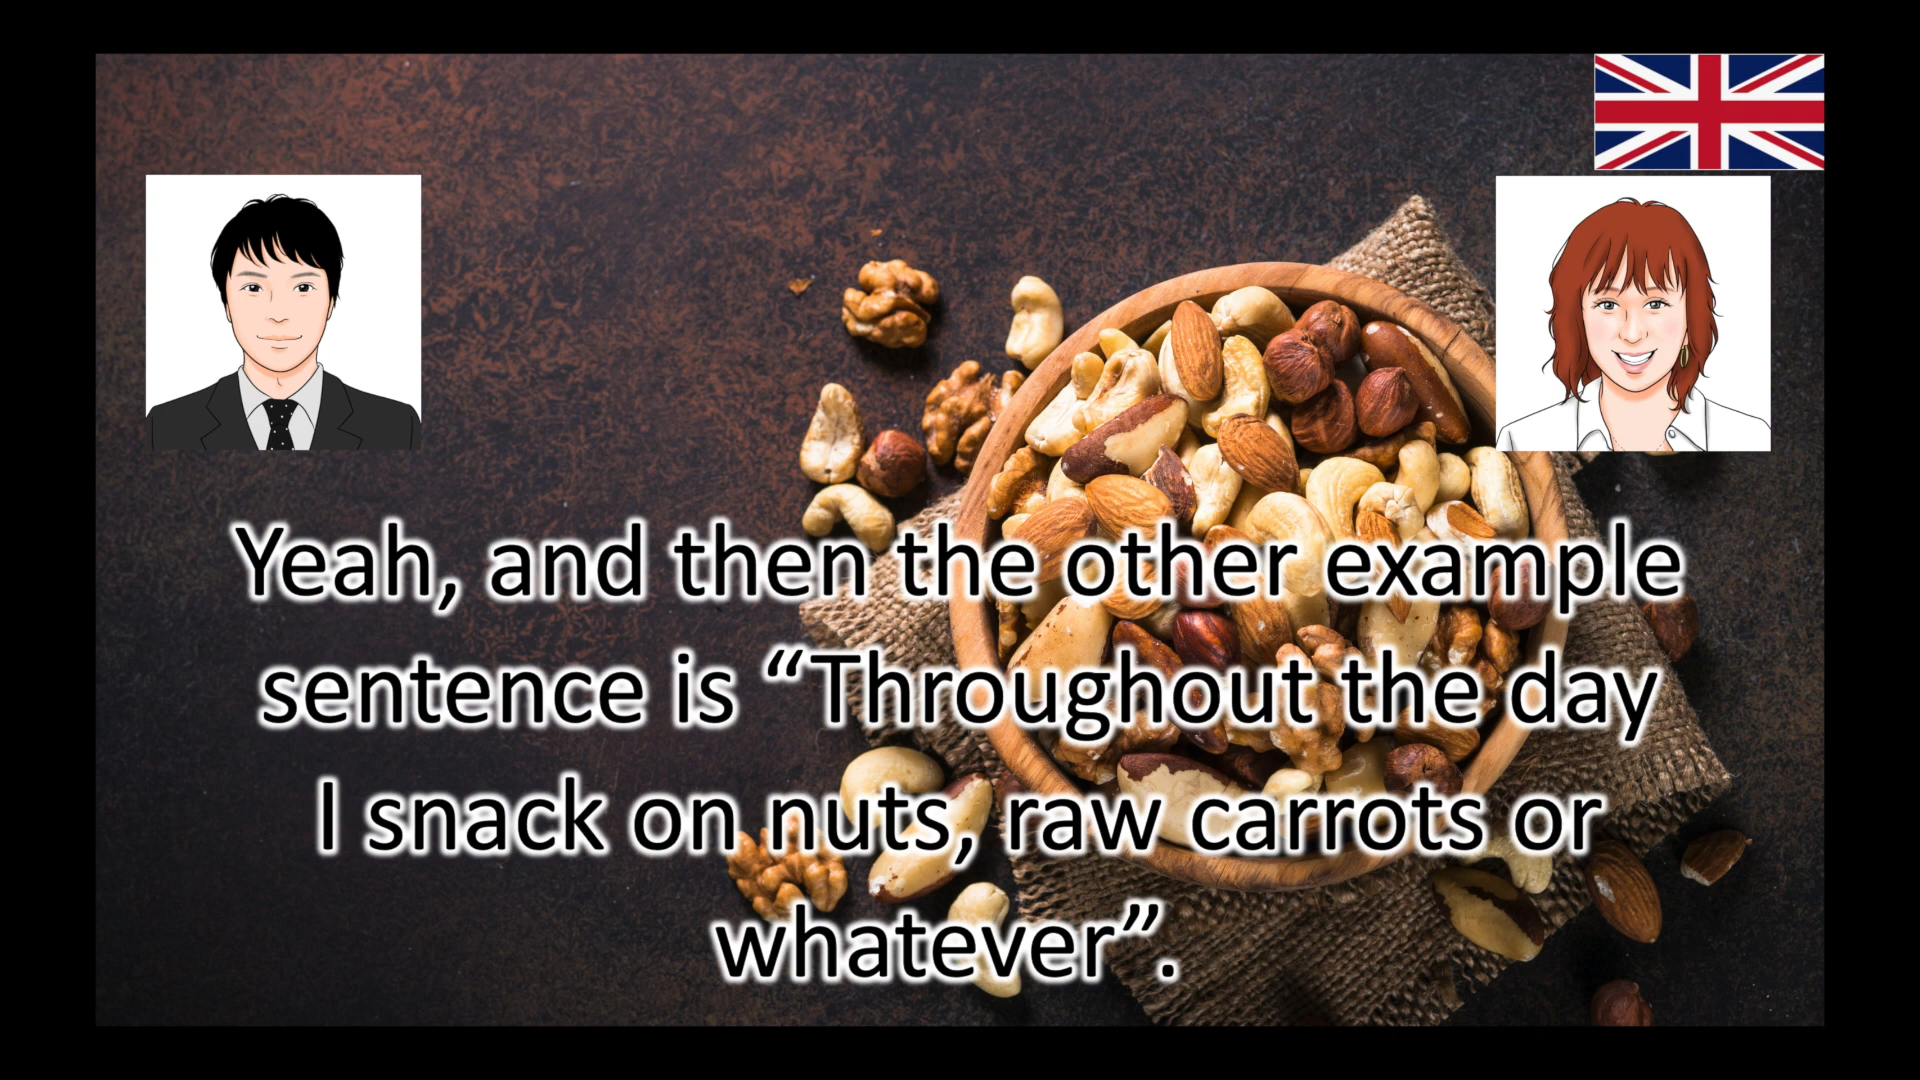 Yeah, and then the other example
sentence is “Throughout the day
I snack on nuts, raw carrots or
whatever”.